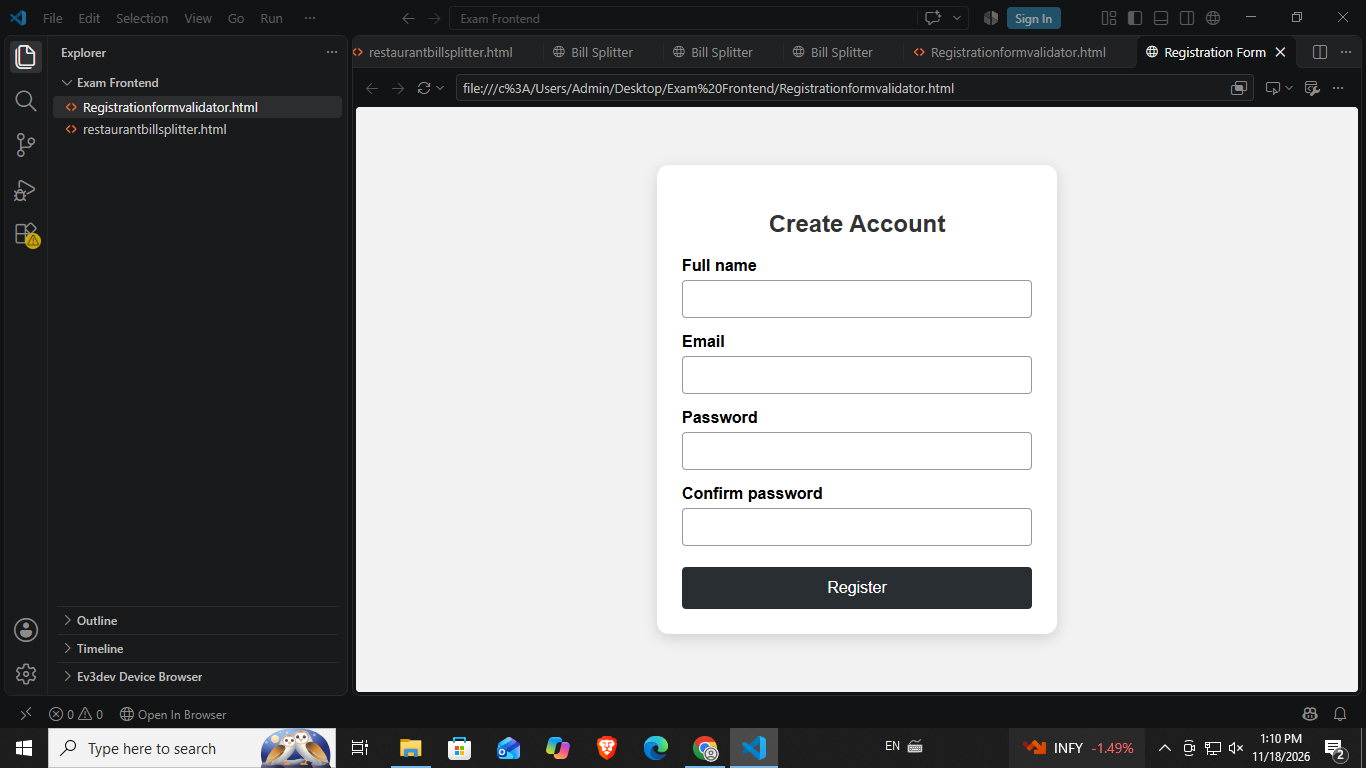 File Edit Selection View Go Run ··· Exam Frontend Sign In
Explorer ···
restaurantbillsplitter.html Bill Splitter Bill Splitter Bill Splitter Registrationformvalidator.html Registration Form
Exam Frontend
Registrationformvalidator.html
restaurantbillsplitter.html
file:///c%3A/Users/Admin/Desktop/Exam%20Frontend/Registrationformvalidator.html
Create Account
Full name
Email
Password
Confirm password
Register
Outline
Timeline
Ev3dev Device Browser
0 0 Open In Browser
Type here to search
EN
INFY -1.49%
1:10 PM
11/18/2026
2